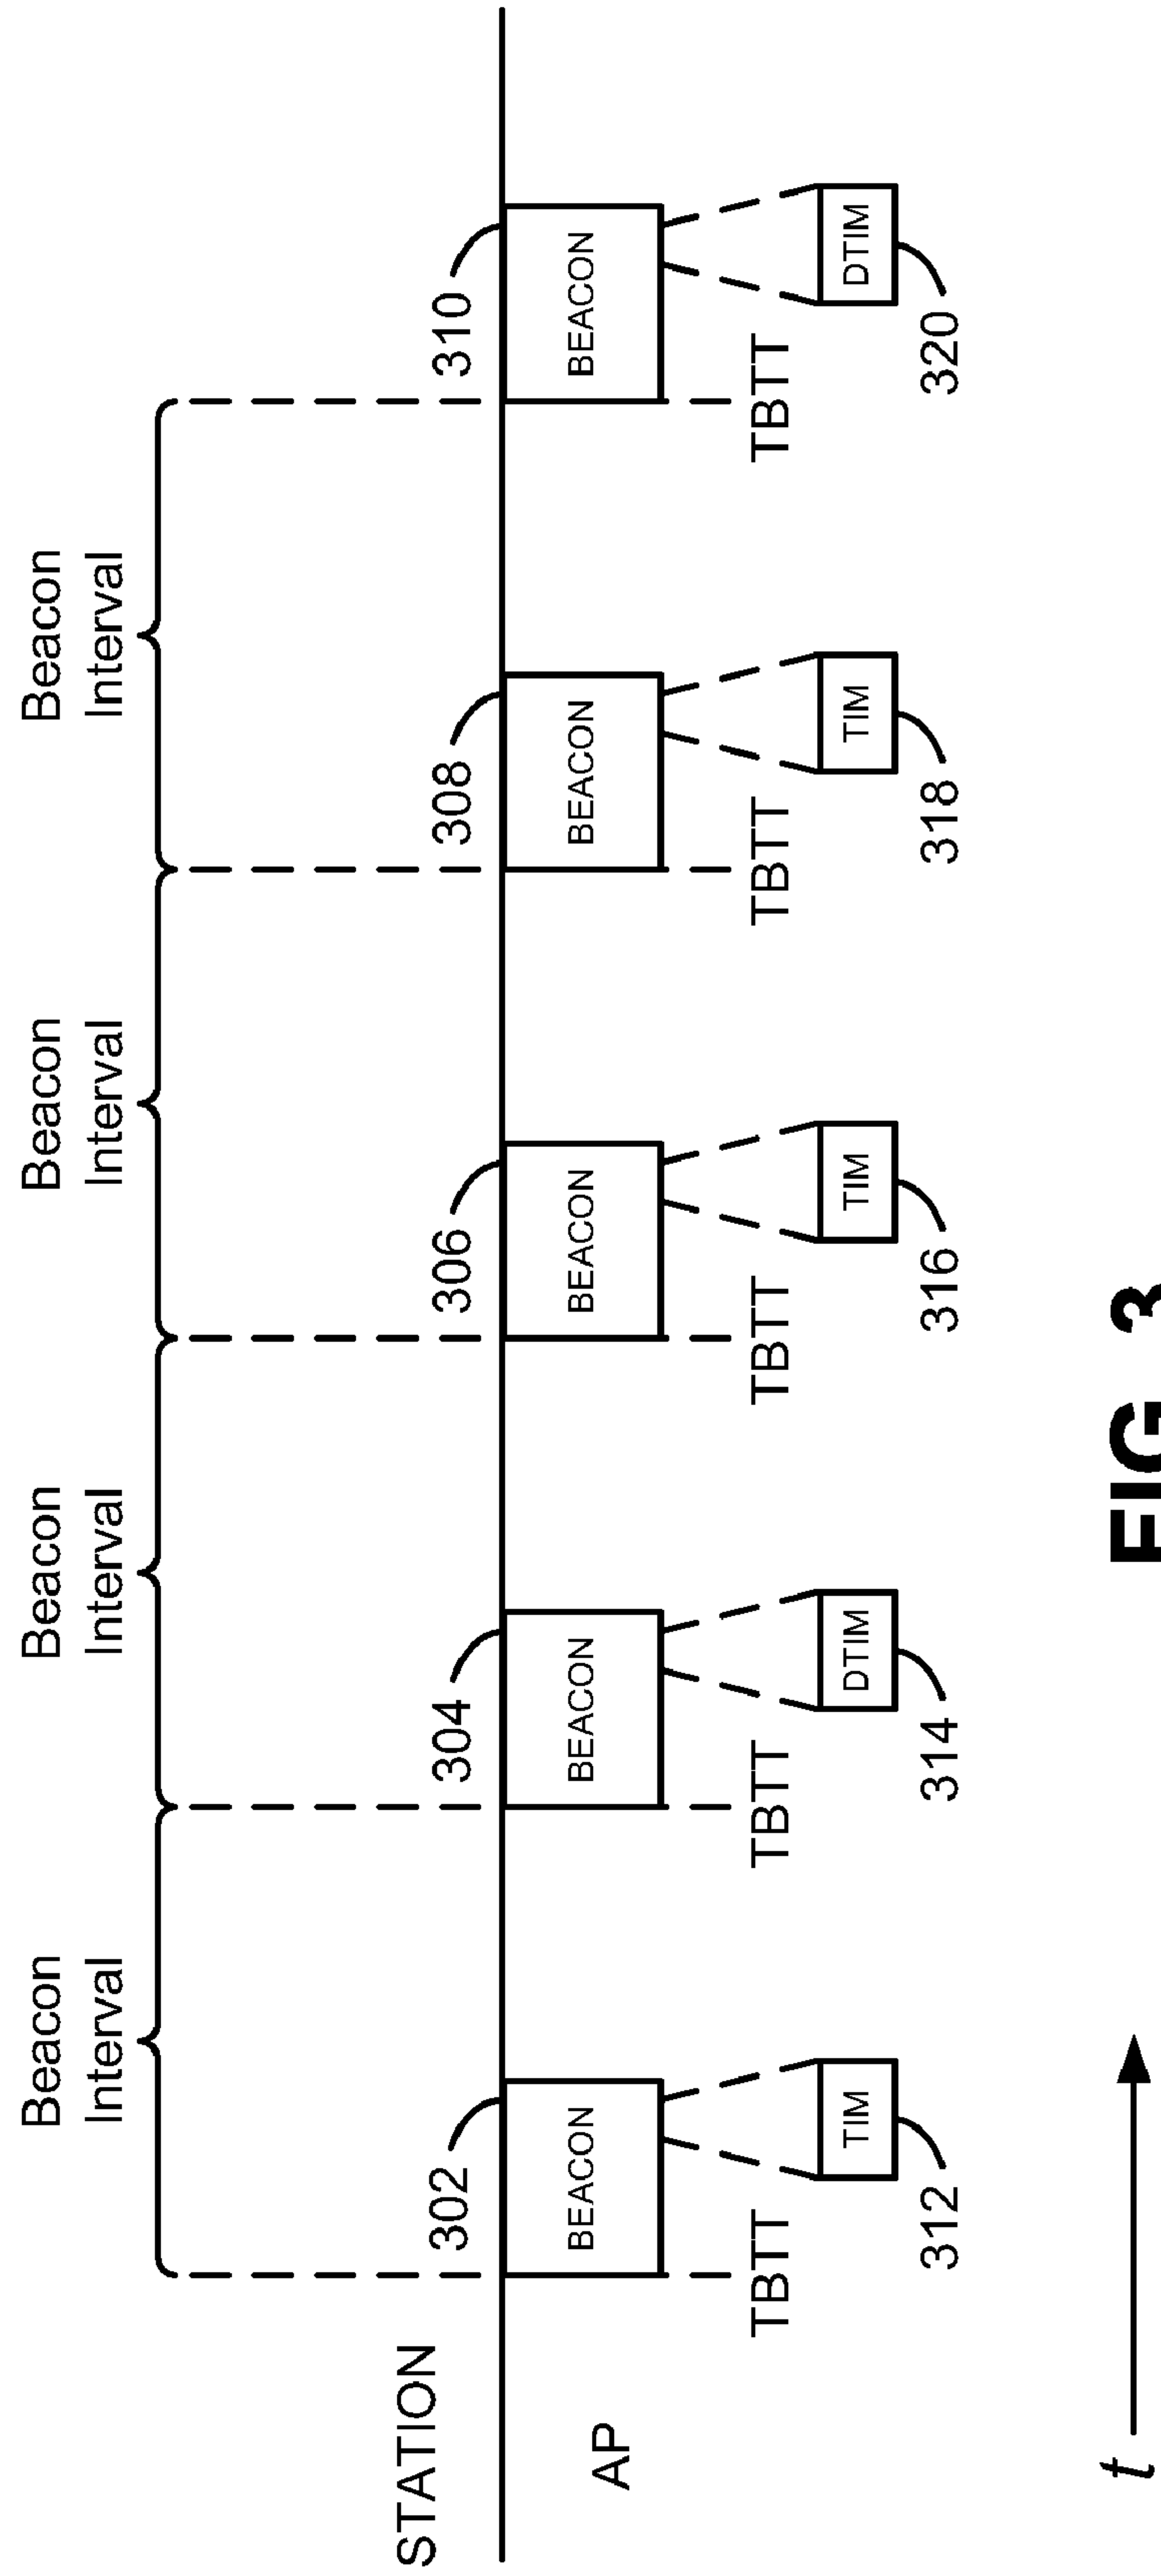 Beacon Interval
Beacon Interval
Beacon Interval
Beacon Interval
STATION
302
304
306
308
310
AP
BEACON
BEACON
BEACON
BEACON
BEACON
TBTT
TBTT
TBTT
TBTT
TBTT
TIM
DTIM
TIM
TIM
DTIM
312
314
316
318
320
t
FIG 3